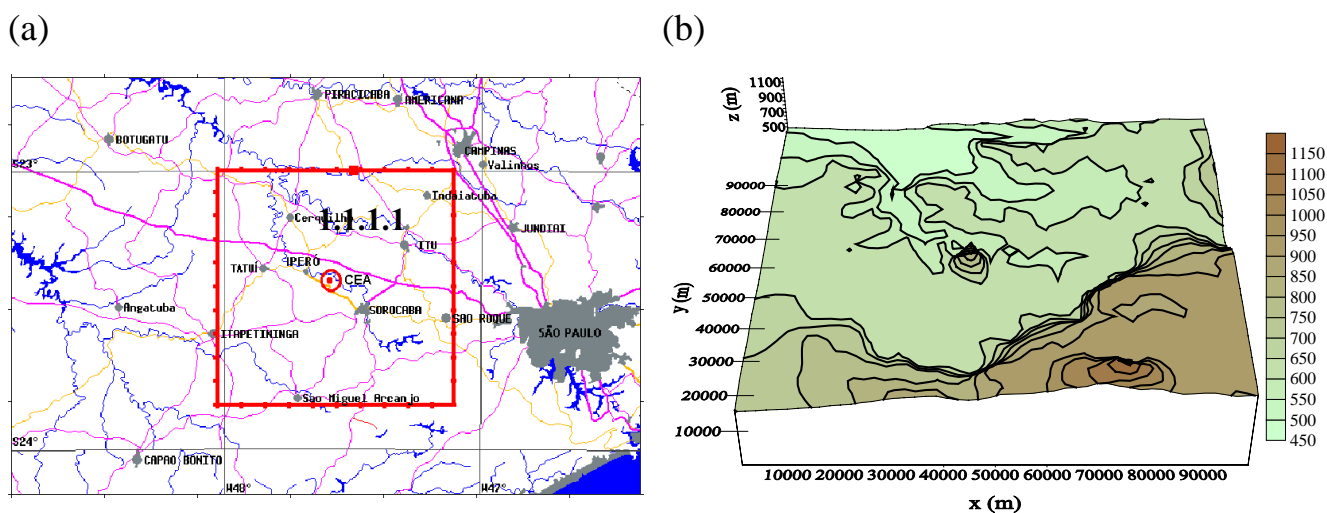 (a)
(b)
PIRACICABA
AMERICANA
BOTUGATU
CAMPINAS
Valinhos
S23°
Indaiatuba
Cerquilh
1.1.1.1
JUNDIAI
ITU
IPERO
TATUÍ
CEA
Angatuba
SOROCABA
SAO ROQUE
SÃO PAULO
ITAPETININGA
Sao Miguel Arcanjo
S24°
CAPAO BONITO
W48°
W47°
1100
900
700
500
z (m)
90000
80000
70000
60000
50000
40000
30000
20000
10000
y (m)
10000 20000 30000 40000 50000 60000 70000 80000 90000
x (m)
1150
1100
1050
1000
950
900
850
800
750
700
650
600
550
500
450